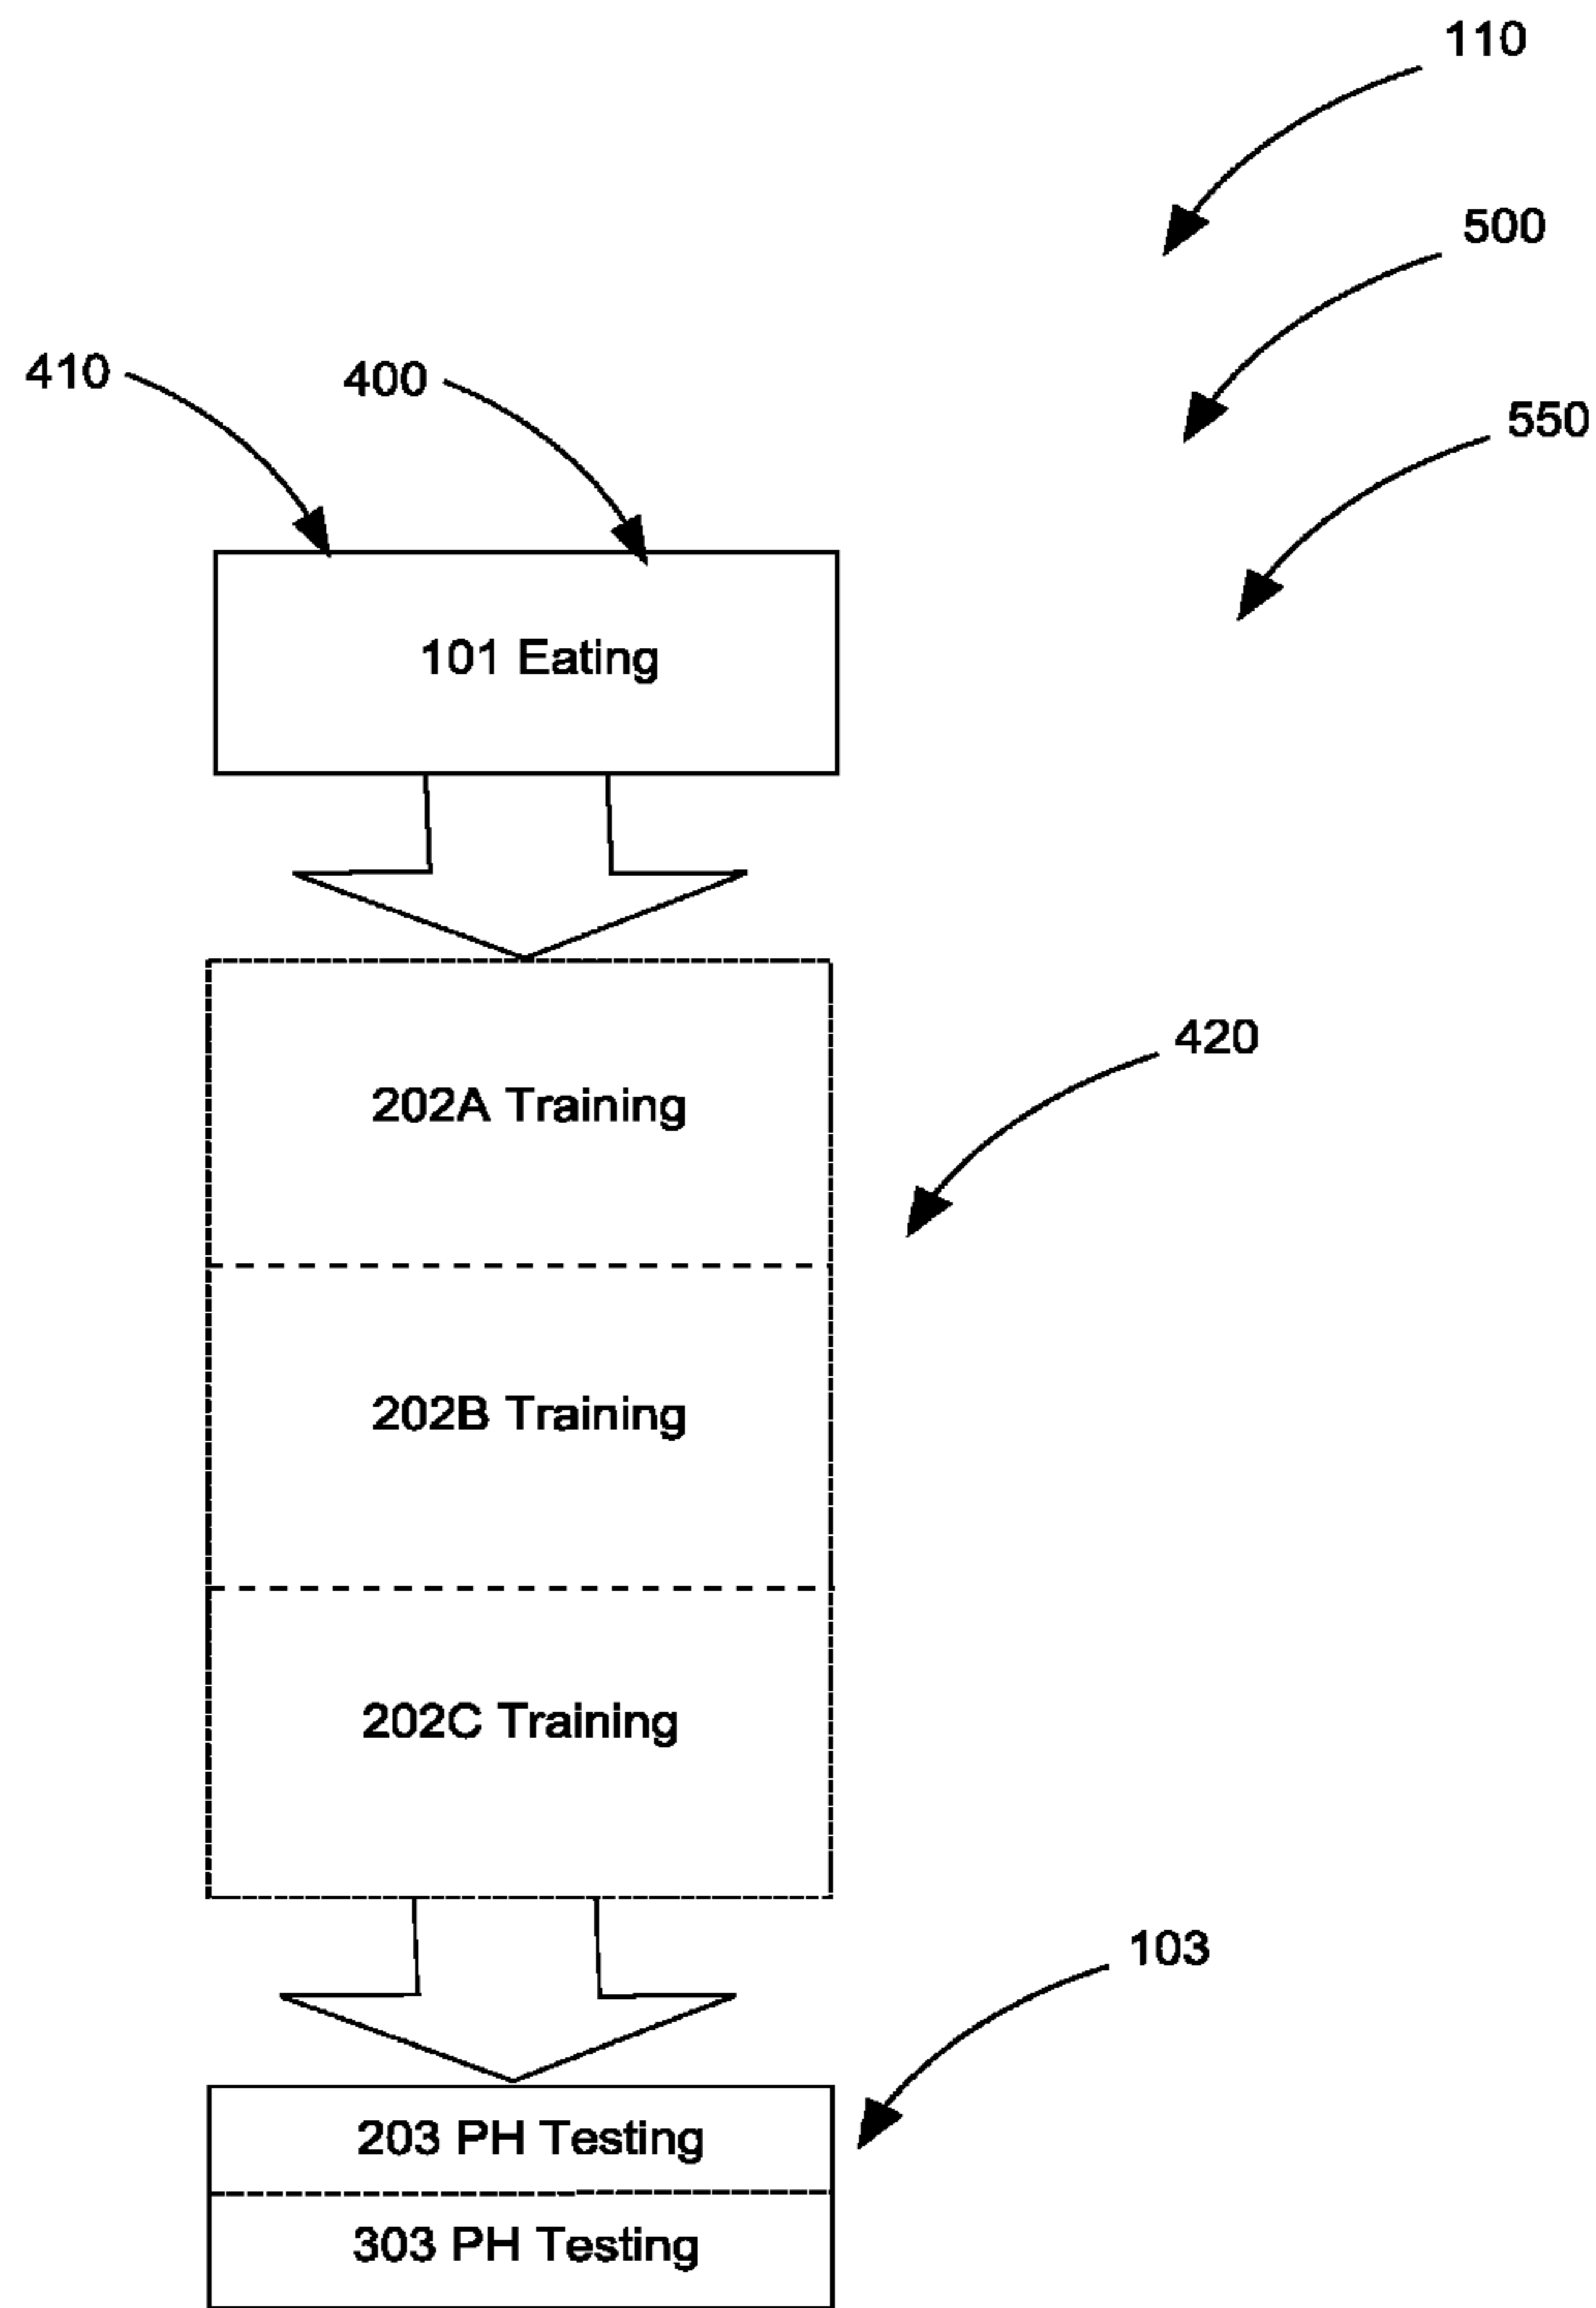 110
500
410
400
550
101 Eating
420
202A Training
202B Training
202C Training
103
203 PH Testing
303 PH Testing